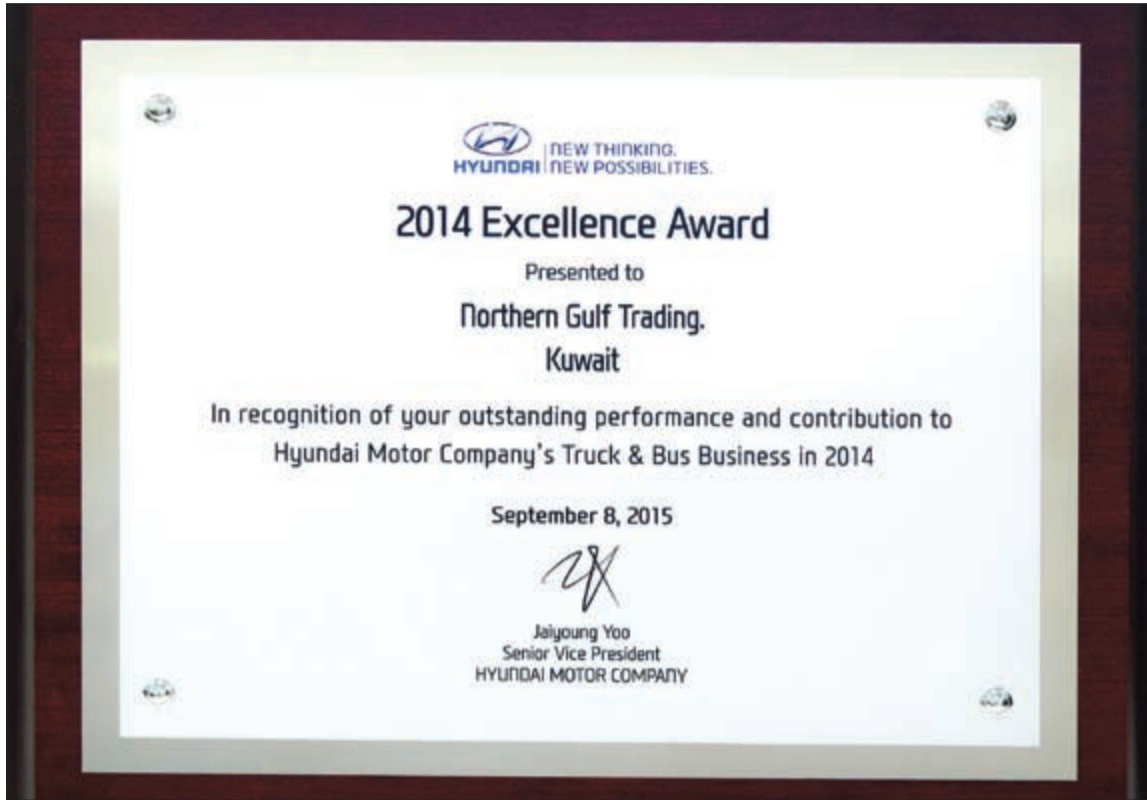 NEW THINKING.
HYUNDAI NEW POSSIBILITIES.
2014 Excellence Award
Presented to
Northern Gulf Trading.
Kuwait
In recognition of your outstanding performance and contribution to
Hyundai Motor Company's Truck & Bus Business in 2014
September 8, 2015
Jaiyoung Yoo
Senior Vice President
HYUNDAI MOTOR COMPANY